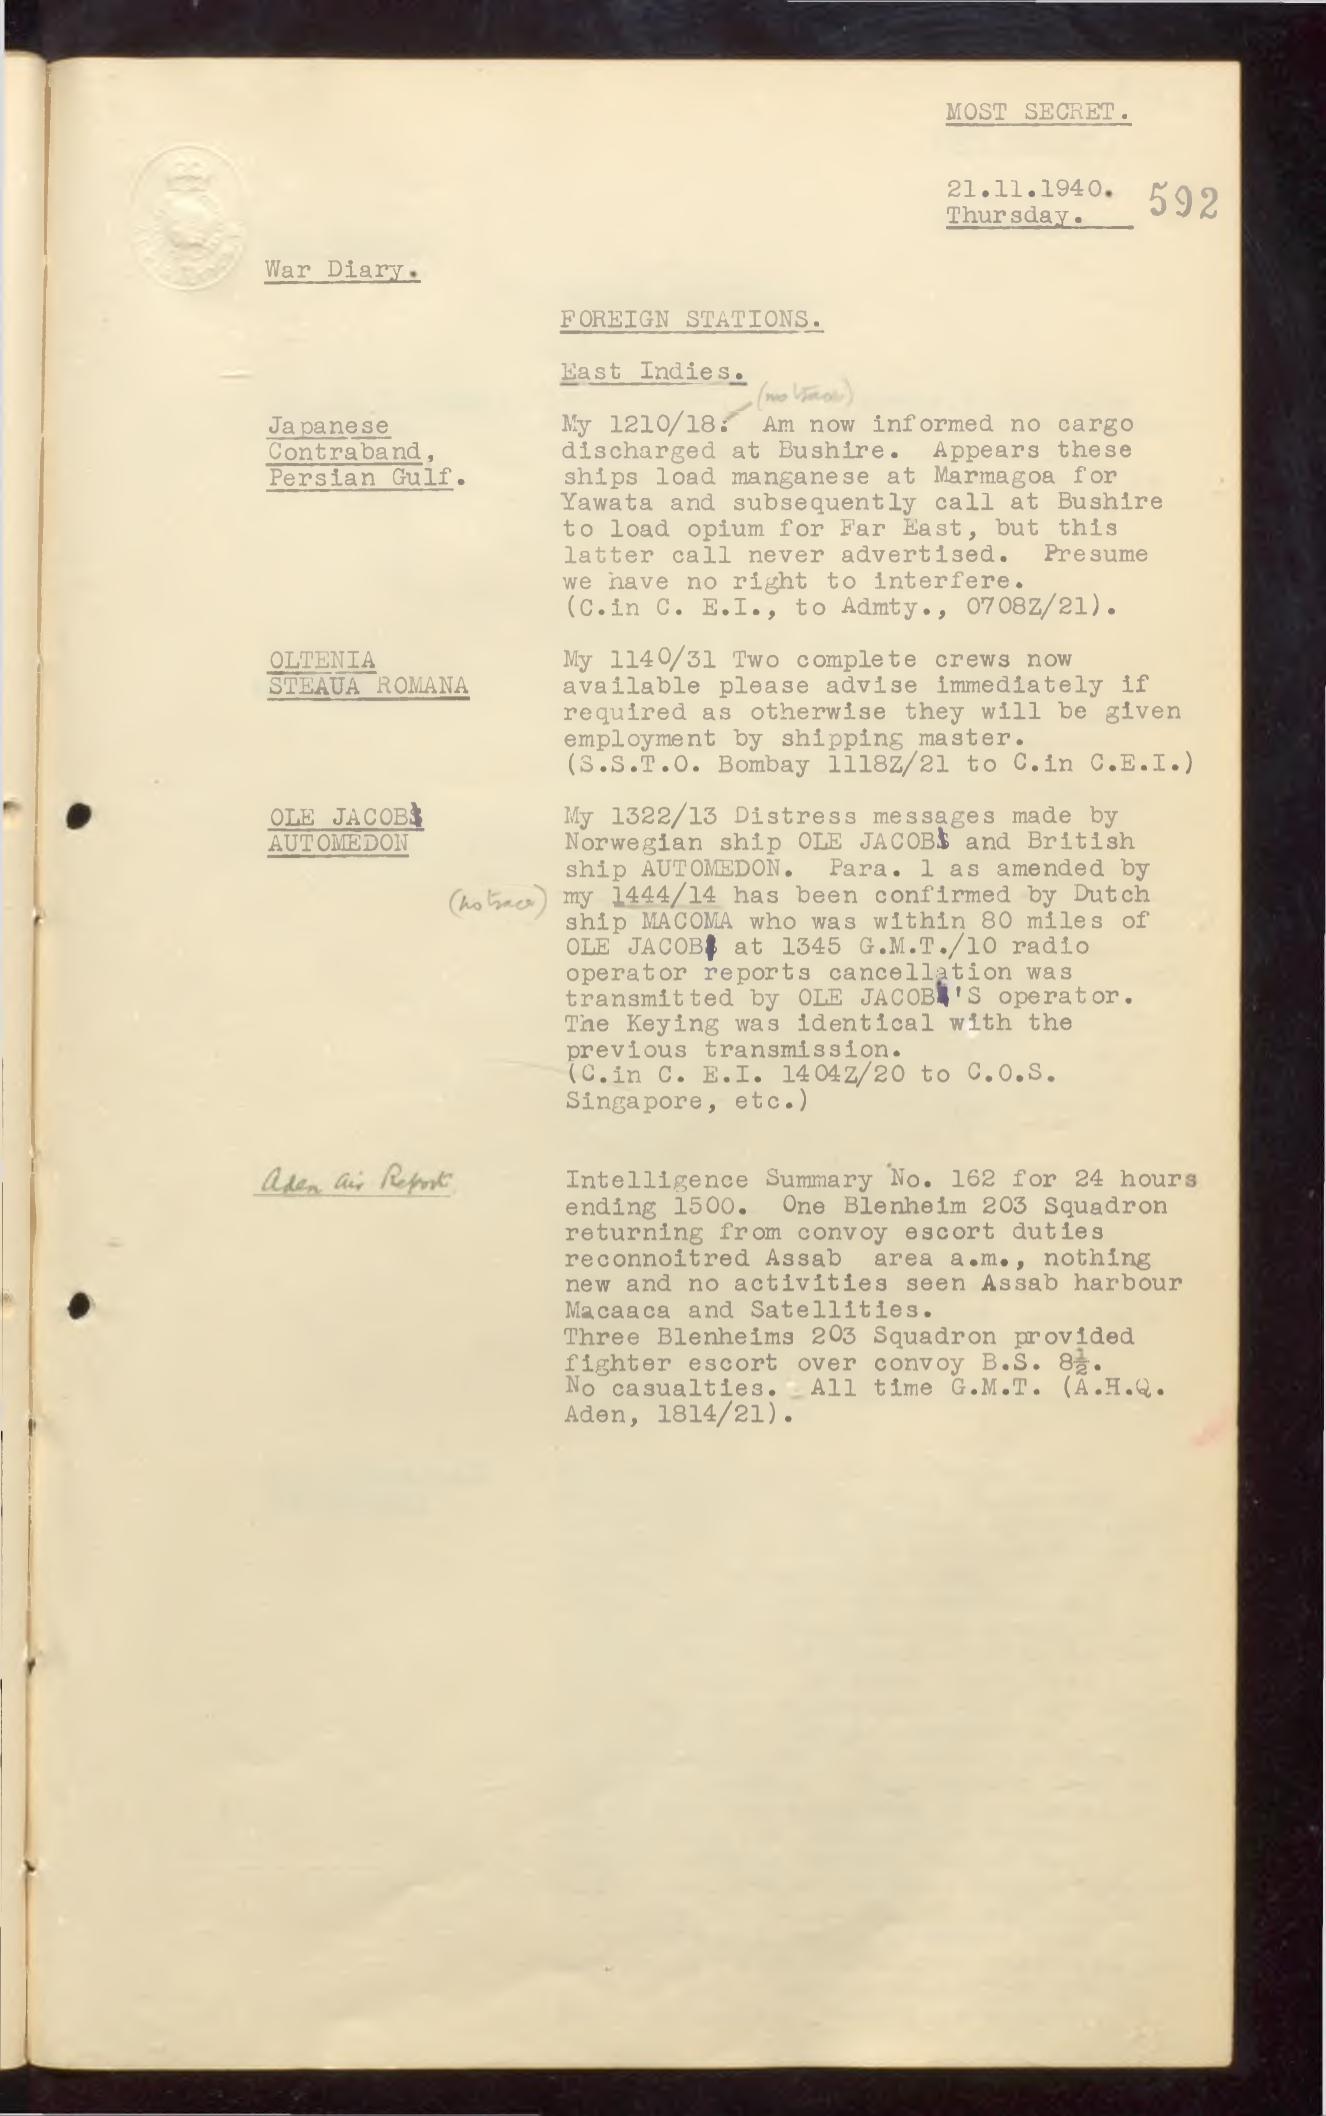 MOST SECRET.
21.11.1940.
Thursday.
592
War Diary.
FOREIGN STATIONS.
East Indies.
(no trace)
Japanese
Contraband,
Persian Gulf.
My 1210/18. Am now informed no cargo
discharged at Bushire. Appears these
ships load manganese at Marmagoa for
Yawata and subsequently call at Bushire
to load opium for Far East, but this
latter call never advertised. Presume
we have no right to interfere.
(C.in C. E.I., to Admty., 0708Z/21).
OLTENIA
STEAUA ROMANA
My 1140/31 Two complete crews now
available please advise immediately if
required as otherwise they will be given
employment by shipping master.
(S.S.T.O. Bombay 1118Z/21 to C.in C.E.I.)
OLE JACOB
AUTOMEDON
(no trace)
My 1322/13 Distress messages made by
Norwegian ship OLE JACOB and British
ship AUTOMEDON. Para. 1 as amended by
my 1444/14 has been confirmed by Dutch
ship MACOMA who was within 80 miles of
OLE JACOB at 1345 G.M.T./10 radio
operator reports cancellation was
transmitted by OLE JACOB'S operator.
The Keying was identical with the
previous transmission.
(C.in C. E.I. 1404Z/20 to C.O.S.
Singapore, etc.)
Aden Air Report
Intelligence Summary No. 162 for 24 hours
ending 1500. One Blenheim 203 Squadron
returning from convoy escort duties
reconnoitred Assab area a.m., nothing
new and no activities seen Assab harbour
Macaaca and Satellities.
Three Blenheims 203 Squadron provided
fighter escort over convoy B.S. 8½.
No casualties. All time G.M.T. (A.H.Q.
Aden, 1814/21).